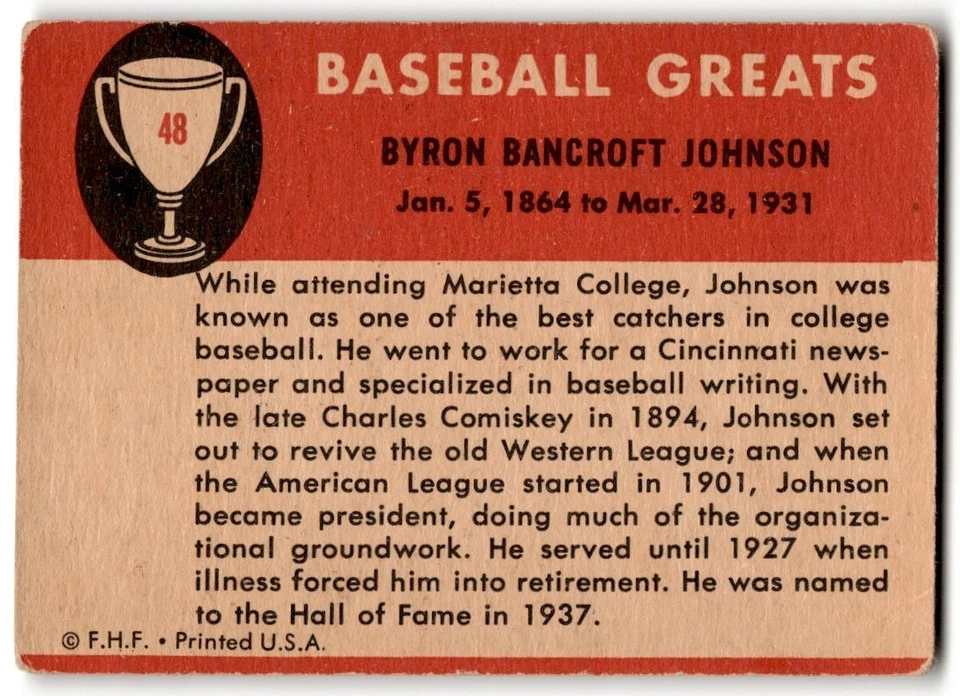 48
BASEBALL GREATS
BYRON BANCROFT JOHNSON
Jan. 5, 1864 to Mar. 28, 1931
While attending Marietta College, Johnson was
known as one of the best catchers in college
baseball. He went to work for a Cincinnati news-
paper and specialized in baseball writing. With
the late Charles Comiskey in 1894, Johnson set
out to revive the old Western League; and when
the American League started in 1901, Johnson
became president, doing much of the organiza-
tional groundwork. He served until 1927 when
illness forced him into retirement. He was named
to the Hall of Fame in 1937.
© F.H.F. • Printed U.S.A.